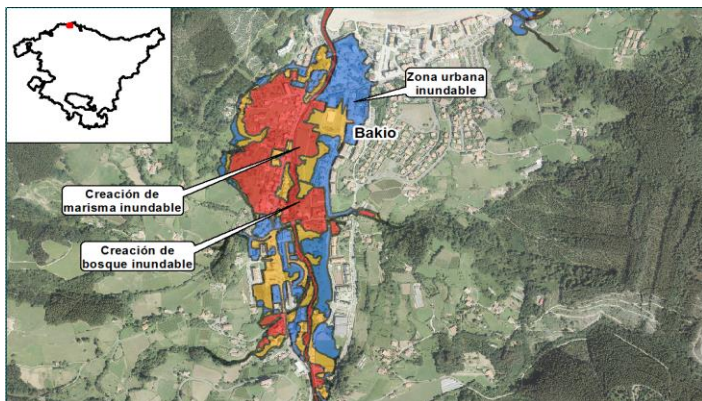 Zona urbana
inundable
Bakio
Creación de
marisma inundable
Creación de
bosque inundable